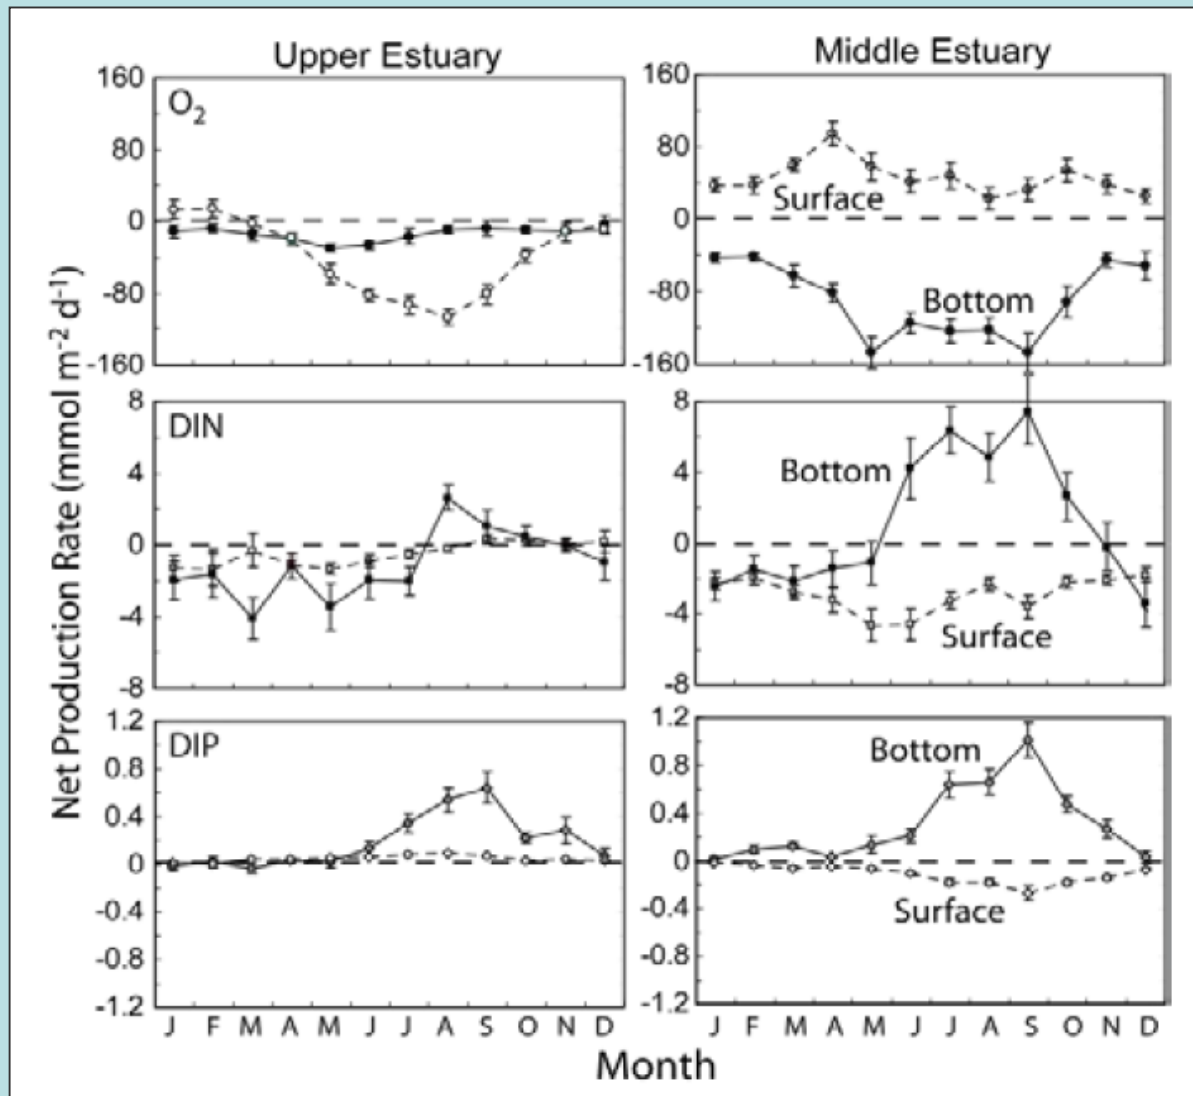 Upper Estuary
Middle Estuary
Net Production Rate (mmol m⁻² d⁻¹)
160
O₂
80
0
-80
-160
160
80
Surface
0
-80
Bottom
-160
8
DIN
4
0
-4
-8
8
4
Bottom
0
-4
Surface
-8
1.2
DIP
0.8
0.4
0
-0.4
-0.8
-1.2
1.2
Bottom
0.8
0.4
0
-0.4
Surface
-0.8
-1.2
J F M A M J J A S O N D
J F M A M J J A S O N D
Month